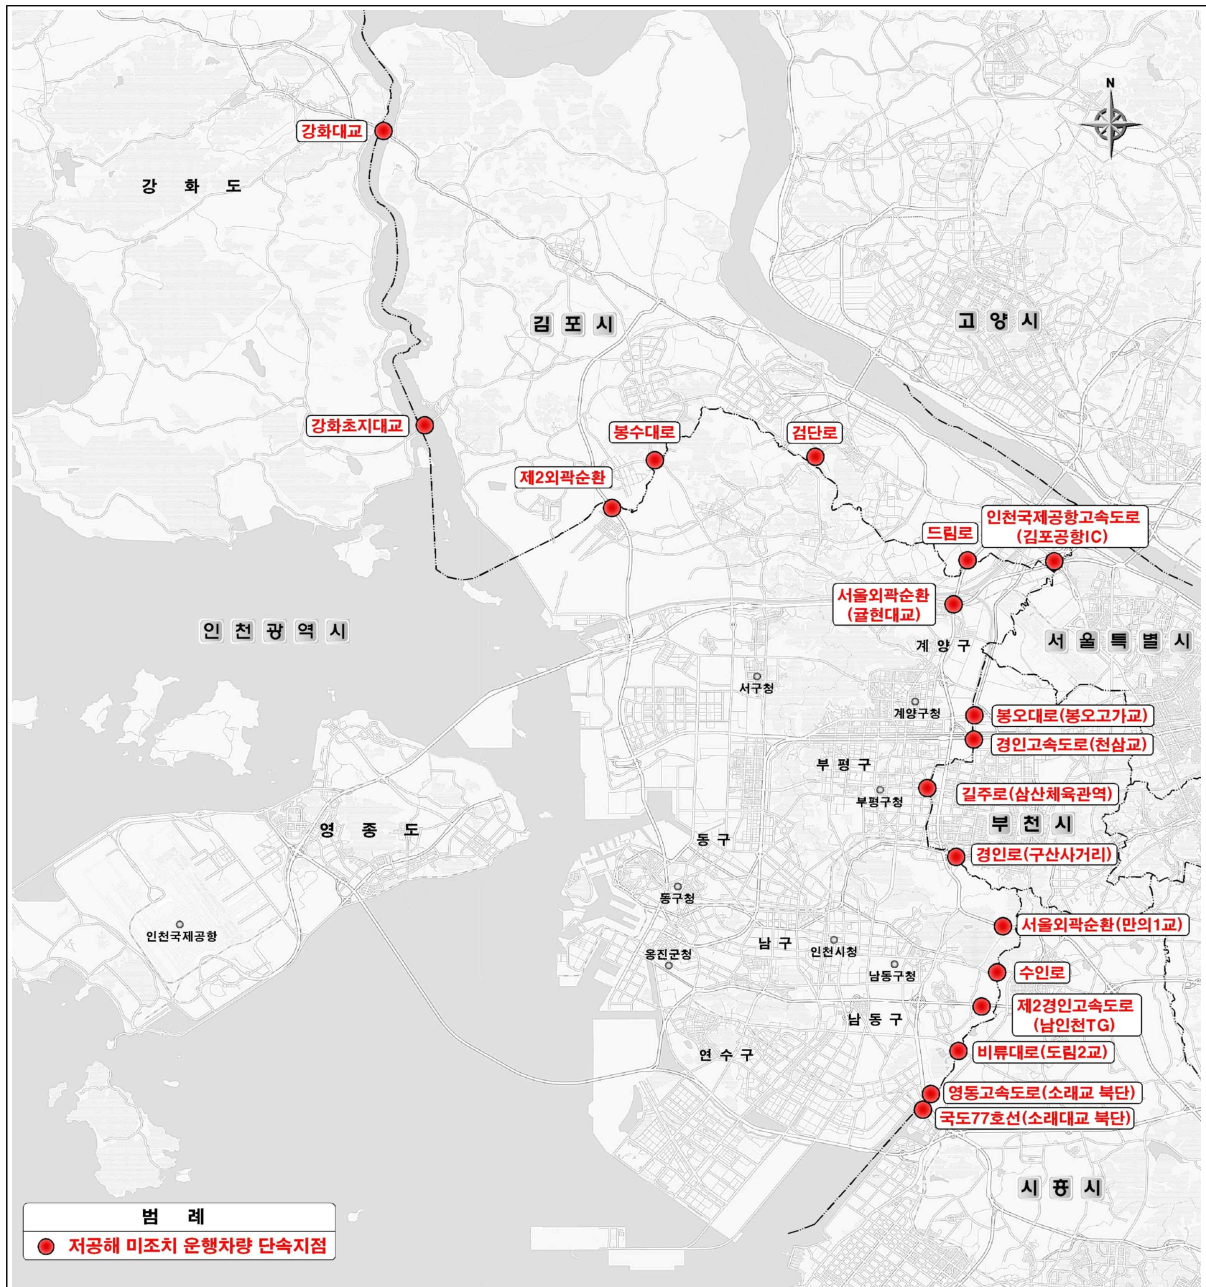 N
강화대교
강 화 도
김 포 시
고 양 시
강화초지대교
봉수대로
검단로
제2외곽순환
인천국제공항고속도로
(김포공항IC)
드림로
서울외곽순환
(귤현대교)
인 천 광 역 시
계 양 구
서 울 특 별 시
서구청
계양구청
봉오대로(봉오고가교)
경인고속도로(천삼교)
부 평 구
부평구청
길주로(삼산체육관역)
영 종 도
부 천 시
동 구
경인로(구산사거리)
동구청
인천국제공항
서울외곽순환(만의1교)
남 구
인천시청
옹진군청
남동구청
수인로
남 동 구
제2경인고속도로
(남인천TG)
연 수 구
비류대로(도림2교)
영동고속도로(소래교 북단)
국도77호선(소래대교 북단)
시 흥 시
범 례
저공해 미조치 운행차량 단속지점